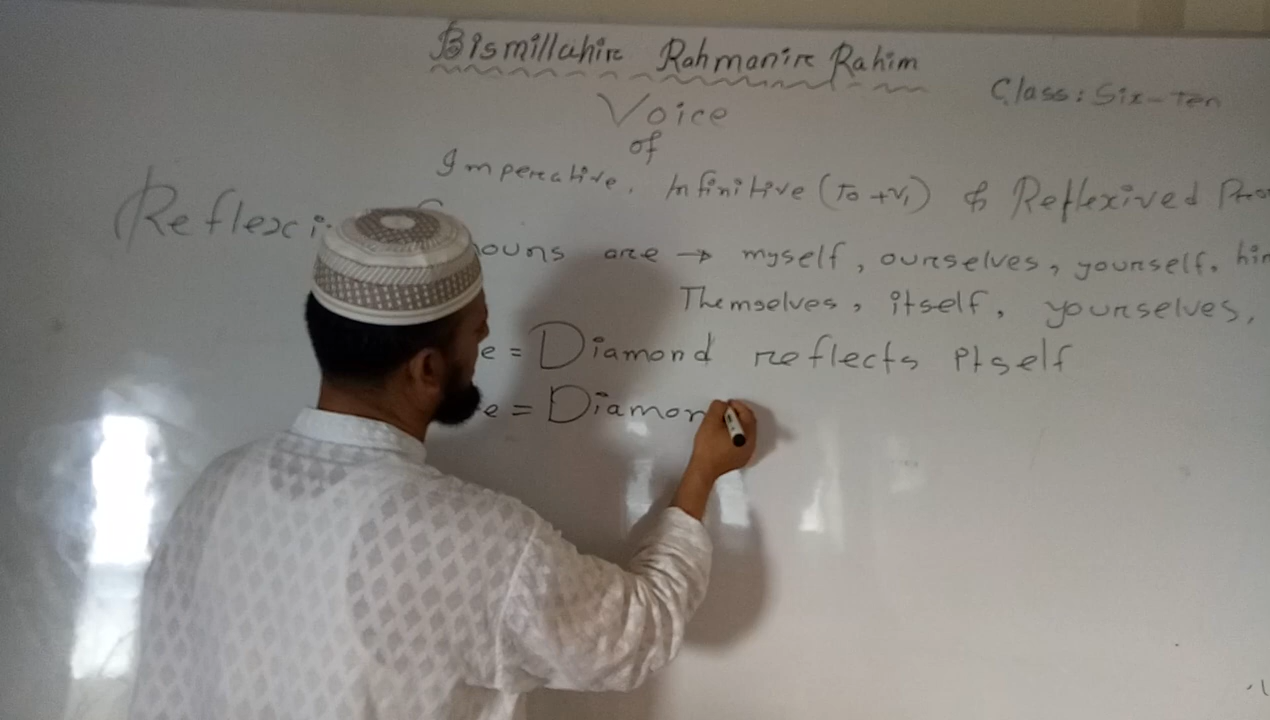 Bismillahir Rahmanir Rahim
Class: Six-Ten
Voice
of
Imperative, Infinitive (To +V1) & Reflexived
Reflexi
nouns are → myself, ourselves, yourself, 
Themselves, itself, yourselves,
e = Diamond reflects itself
e = Diamon